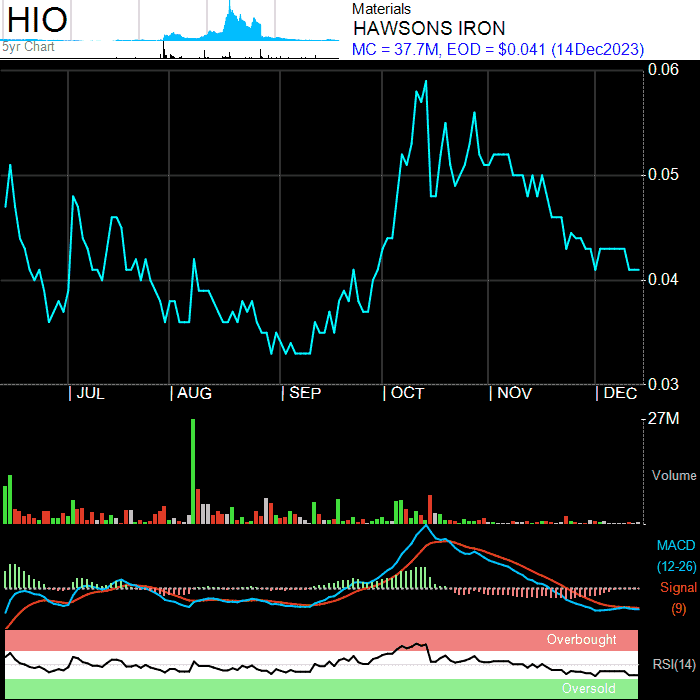 HIO
5yr Chart
Materials
HAWSONS IRON
MC = 37.7M, EOD = $0.041 (14Dec2023)
0.06
0.05
0.04
0.03
JUL
AUG
SEP
OCT
NOV
DEC
27M
Volume
MACD
(12-26)
Signal
(9)
Overbought
RSI(14)
Oversold